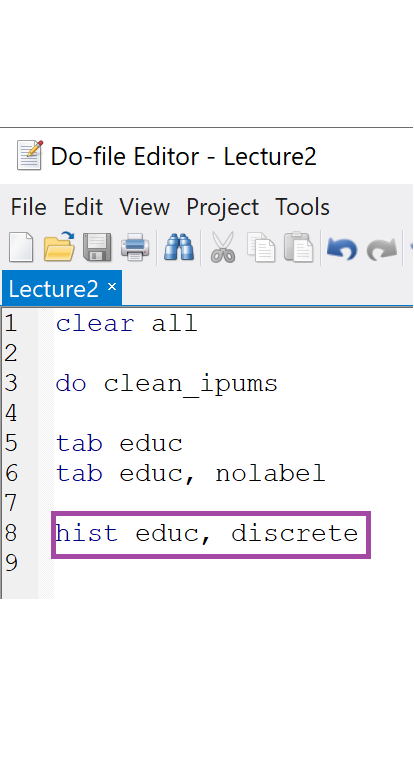 Do-file Editor - Lecture2
File Edit View Project Tools
Lecture2 ×
1 clear all
2
3 do clean_ipums
4
5 tab educ
6 tab educ, nolabel
7
8 hist educ, discrete
9